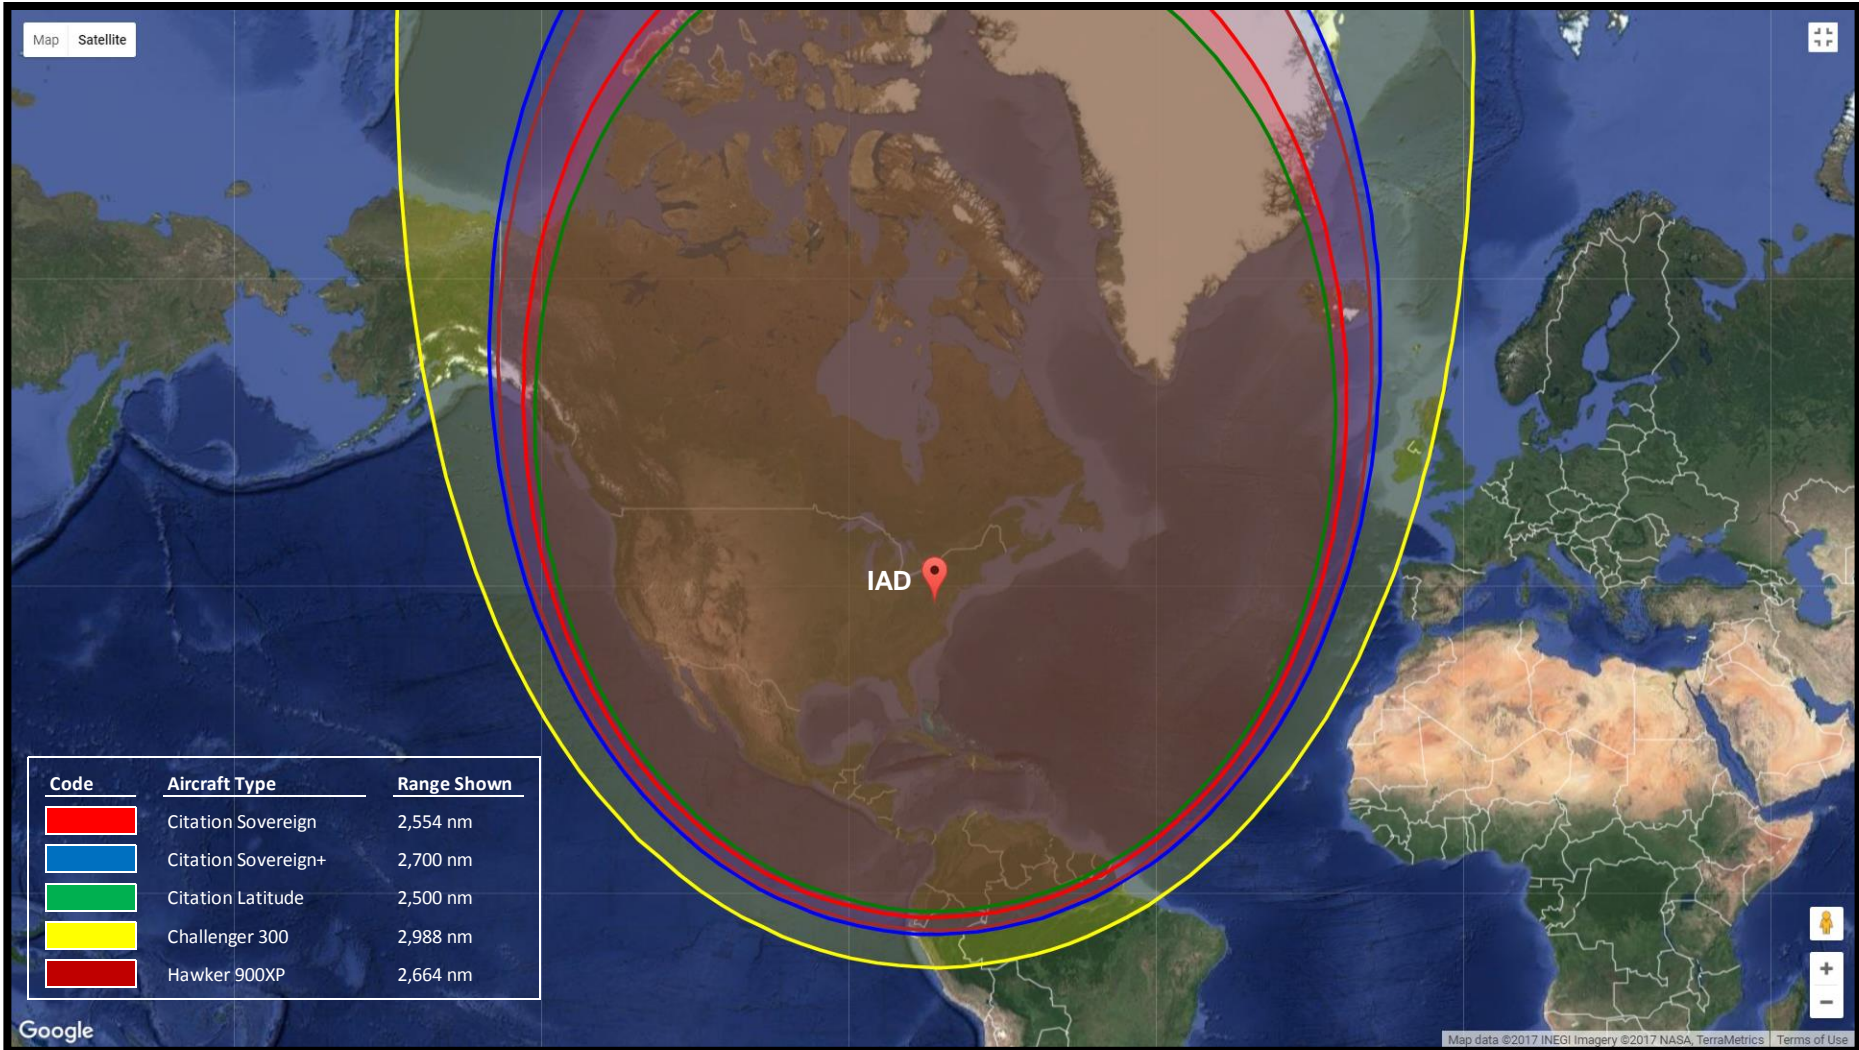 Map Satellite
IAD
Code Aircraft Type Range Shown
Citation Sovereign 2,554 nm
Citation Sovereign+ 2,700 nm
Citation Latitude 2,500 nm
Challenger 300 2,988 nm
Hawker 900XP 2,664 nm
Google
Map data ©2017 INEGI Imagery ©2017 NASA, TerraMetrics Terms of Use